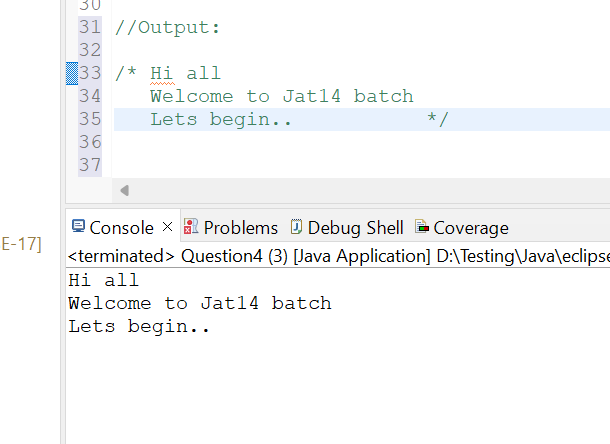 30
31 //Output:
32
33 /* Hi all
34 Welcome to Jat14 batch
35 Lets begin.. */
36
37
E-17]
Console × Problems Debug Shell Coverage
<terminated> Question4 (3) [Java Application] D:\Testing\Java\eclipse
Hi all
Welcome to Jat14 batch
Lets begin..